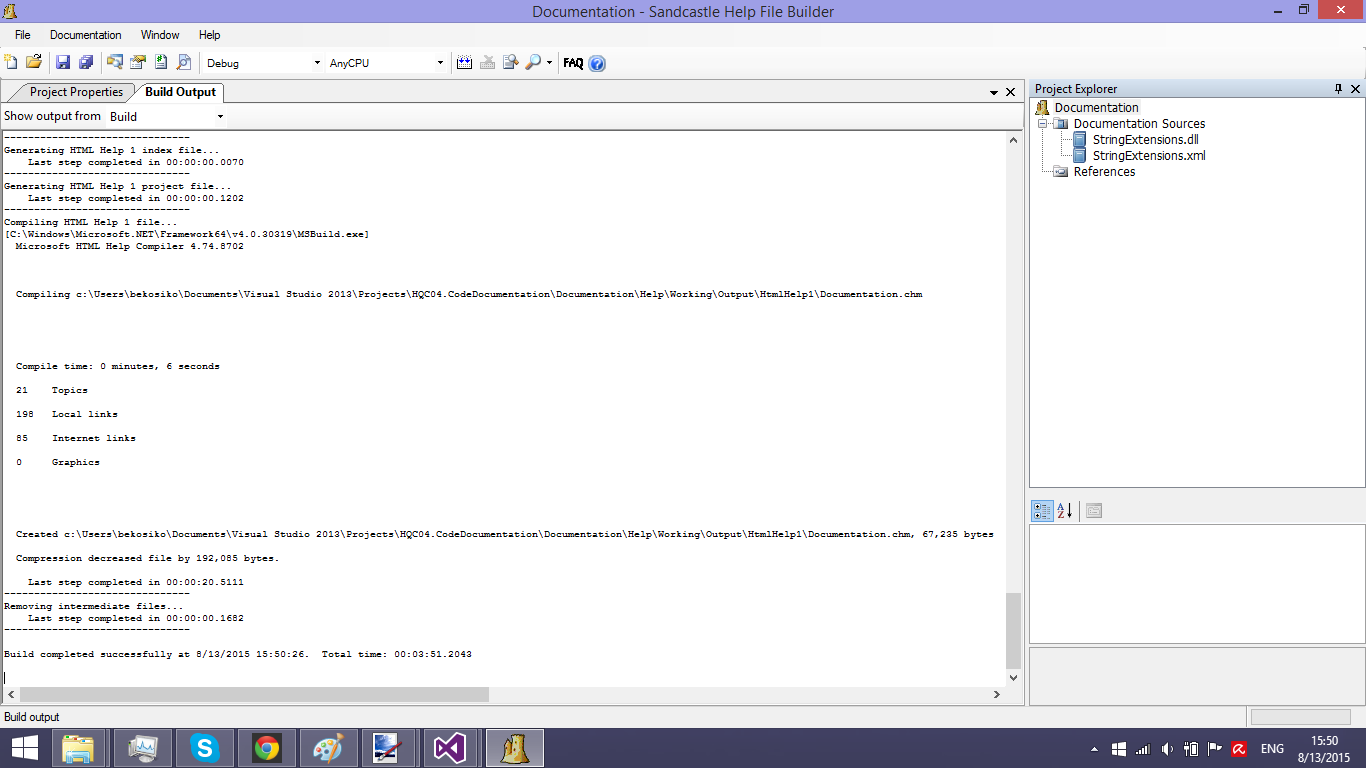 Documentation - Sandcastle Help File Builder
File Documentation Window Help
Debug AnyCPU FAQ
Project Properties Build Output
Show output from Build
-------------------------------
Generating HTML Help 1 index file...
Last step completed in 00:00:00.0070
-------------------------------
Generating HTML Help 1 project file...
Last step completed in 00:00:00.1202
-------------------------------
Compiling HTML Help 1 file...
[C:\Windows\Microsoft.NET\Framework64\v4.0.30319\MSBuild.exe]
Microsoft HTML Help Compiler 4.74.8702
Compiling c:\Users\bekosiko\Documents\Visual Studio 2013\Projects\HQC04.CodeDocumentation\Documentation\Help\Working\Output\HtmlHelp1\Documentation.chm
Compile time: 0 minutes, 6 seconds
21 Topics
198 Local links
85 Internet links
0 Graphics
Created c:\Users\bekosiko\Documents\Visual Studio 2013\Projects\HQC04.CodeDocumentation\Documentation\Help\Working\Output\HtmlHelp1\Documentation.chm, 67,235 bytes
Compression decreased file by 192,085 bytes.
Last step completed in 00:00:20.5111
-------------------------------
Removing intermediate files...
Last step completed in 00:00:00.1682
-------------------------------
Build completed successfully at 8/13/2015 15:50:26.  Total time: 00:03:51.2043
Project Explorer
Documentation
Documentation Sources
StringExtensions.dll
StringExtensions.xml
References
Build output
ENG
15:50
8/13/2015